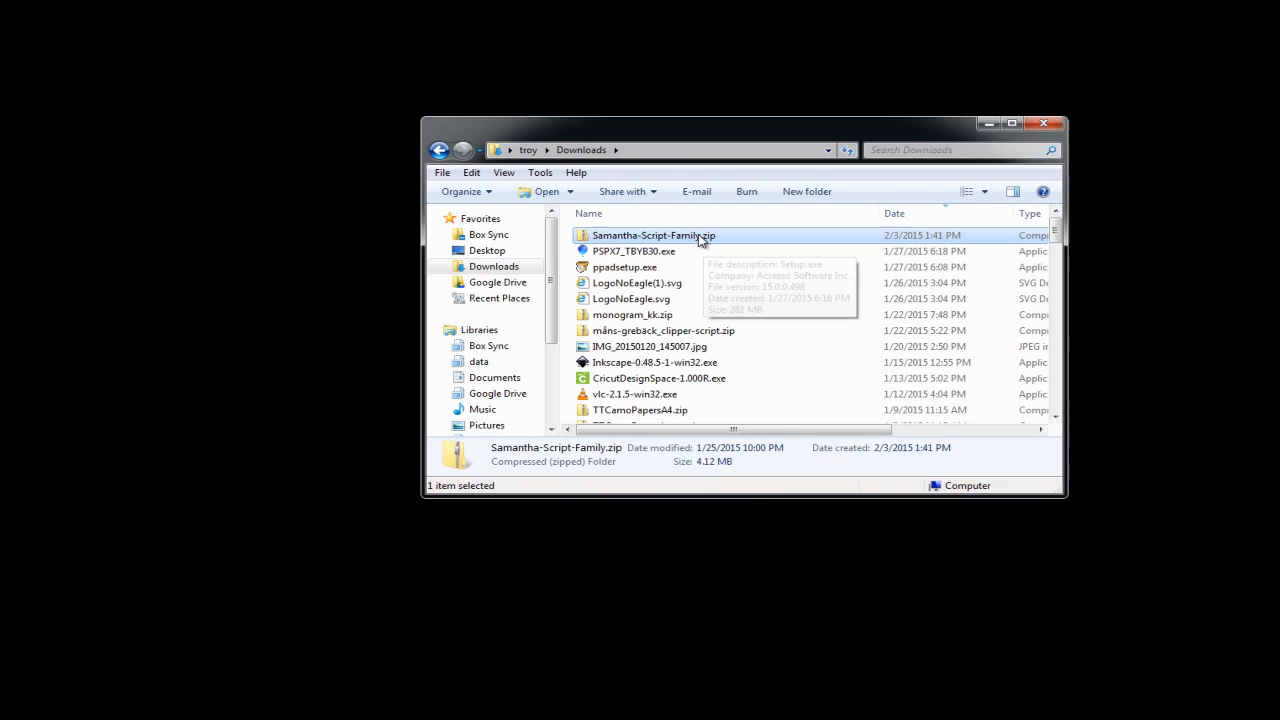 troy Downloads
Search Downloads
File Edit View Tools Help
Organize Open Share with E-mail Burn New folder
Name Date Type
Favorites
Box Sync
Desktop
Downloads
Google Drive
Recent Places
Libraries
Box Sync
data
Documents
Google Drive
Music
Pictures
Samantha-Script-Family.zip 2/3/2015 1:41 PM Compr
PSPX7_TBYB30.exe 1/27/2015 6:18 PM Applic
ppadsetup.exe 1/27/2015 6:08 PM Applic
LogoNoEagle(1).svg 1/26/2015 3:04 PM SVG D
LogoNoEagle.svg 1/26/2015 3:04 PM SVG D
monogram_kk.zip 1/22/2015 7:18 PM Compr
måns-grebäck_clipper-script.zip 1/22/2015 5:22 PM Compr
IMG_20150120_145007.jpg 1/20/2015 2:50 PM JPEG in
Inkscape-0.48.5-1-win32.exe 1/15/2015 12:55 PM Applic
CricutDesignSpace-1.000R.exe 1/13/2015 5:02 PM Applic
vlc-2.1.5-win32.exe 1/12/2015 4:04 PM Applic
TTCamoPapersA4.zip 1/9/2015 11:15 AM Compr
File description: Setup.exe
Company: Acresso Software Inc.
File version: 15.0.0.498
Date created: 1/27/2015 6:18 PM
Size: 281 MB
Samantha-Script-Family.zip Date modified: 1/25/2015 10:00 PM Date created: 2/3/2015 1:41 PM
Compressed (zipped) Folder Size: 4.12 MB
1 item selected Computer